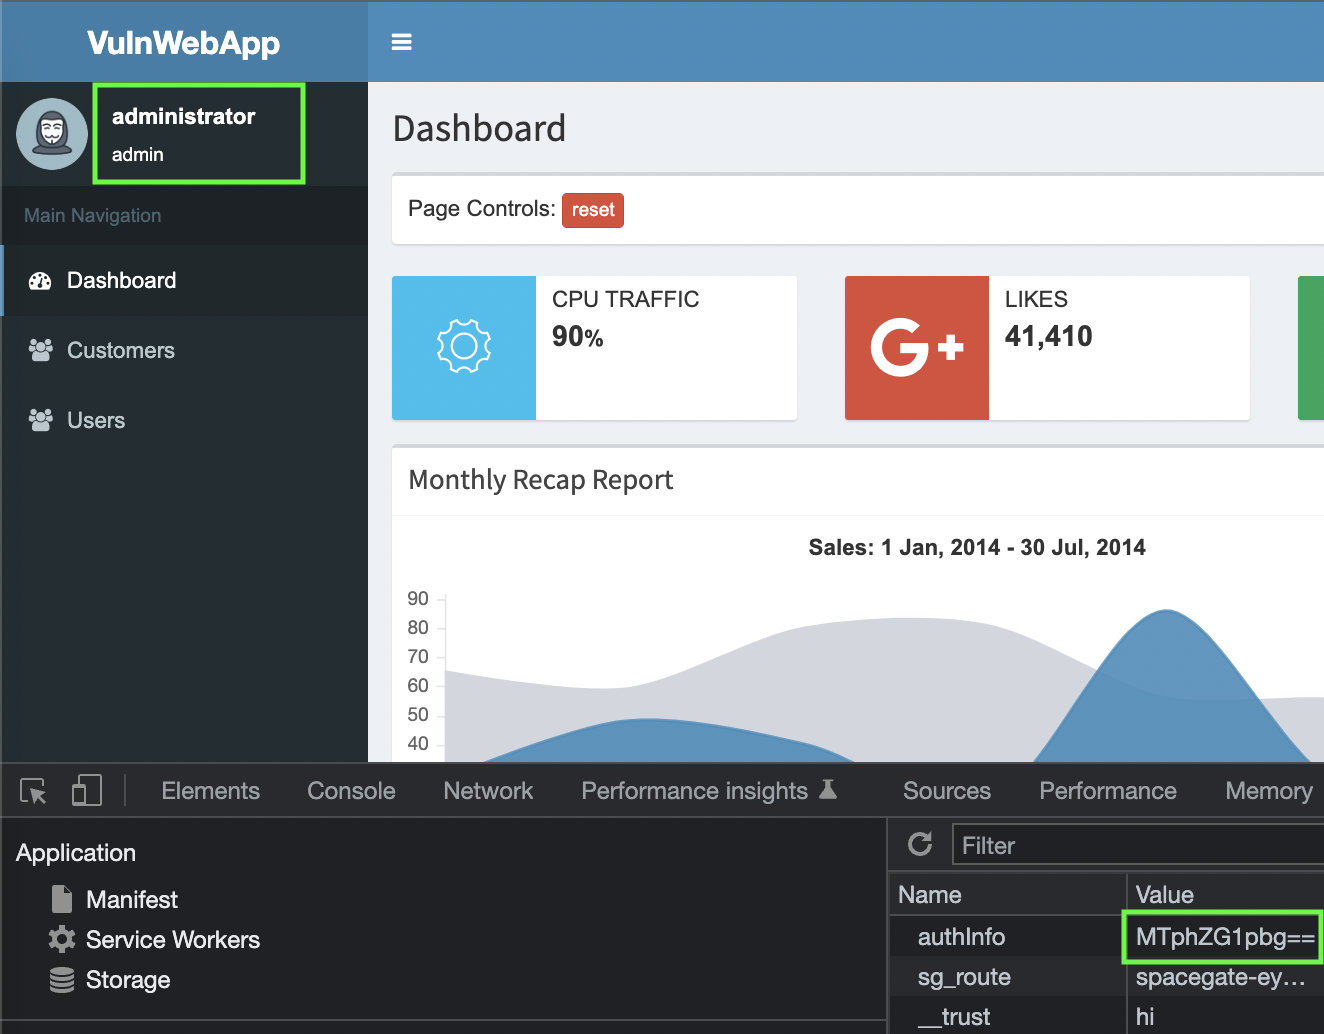 VulnWebApp
administrator
admin
Main Navigation
Dashboard
Customers
Users
Dashboard
Page Controls: reset
CPU TRAFFIC
90%
LIKES
41,410
G+
Monthly Recap Report
Sales: 1 Jan, 2014 - 30 Jul, 2014
90
80
70
60
50
40
Elements Console Network Performance insights Sources Performance Memory
Application
Manifest
Service Workers
Storage
Filter
Name Value
authInfo MTphZG1pbg==
sg_route spacegate-ey...
__trust hi